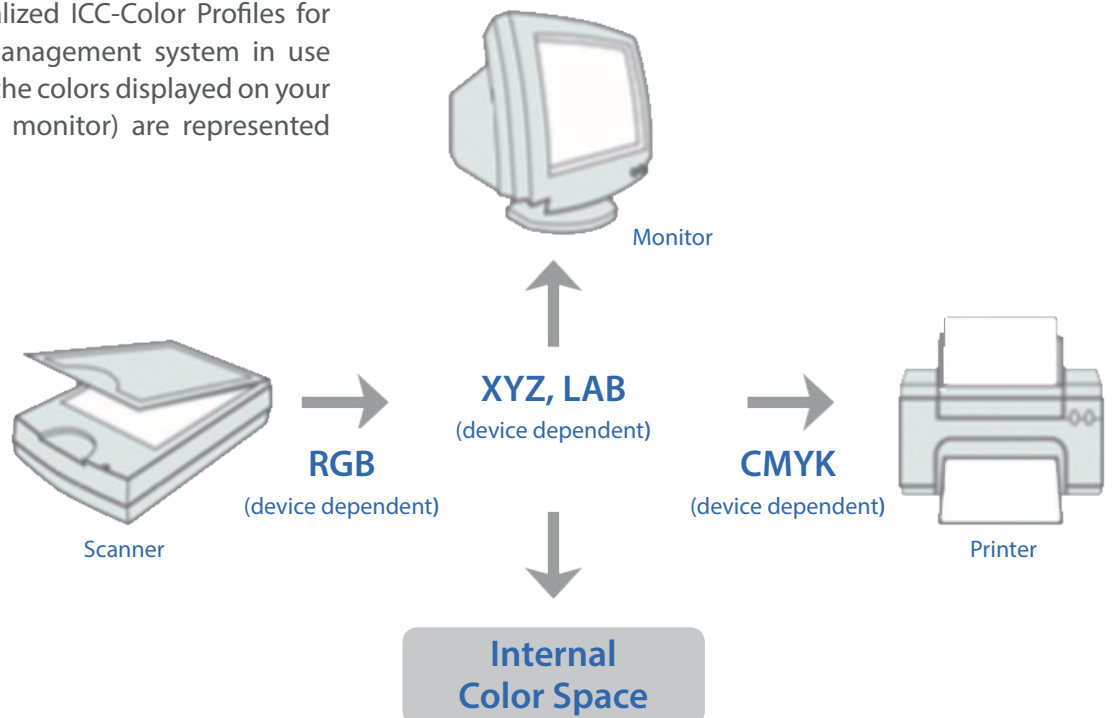 alized ICC-Color Profiles for
anagement system in use
the colors displayed on your
monitor) are represented
Monitor
XYZ, LAB
(device dependent)
RGB
(device dependent)
CMYK
(device dependent)
Scanner
Printer
Internal
Color Space